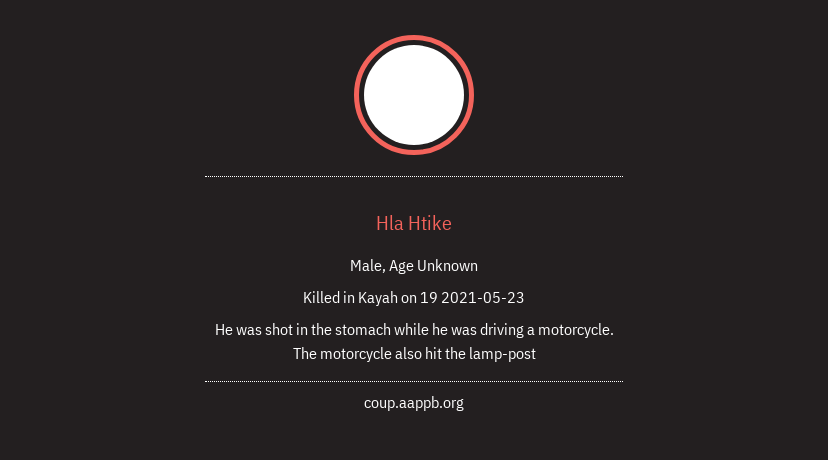 Hla Htike
Male, Age Unknown
Killed in Kayah on 19 2021-05-23
He was shot in the stomach while he was driving a motorcycle.
The motorcycle also hit the lamp-post
coup.aappb.org